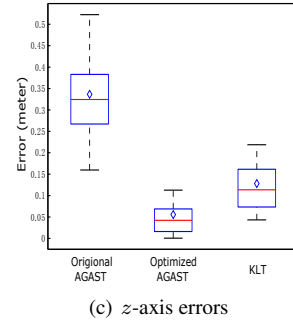 Error (meter)
0.5
0.45
0.4
0.35
0.3
0.25
0.2
0.15
0.1
0.05
0
Origional AGAST
Optimized AGAST
KLT
(c) z-axis errors